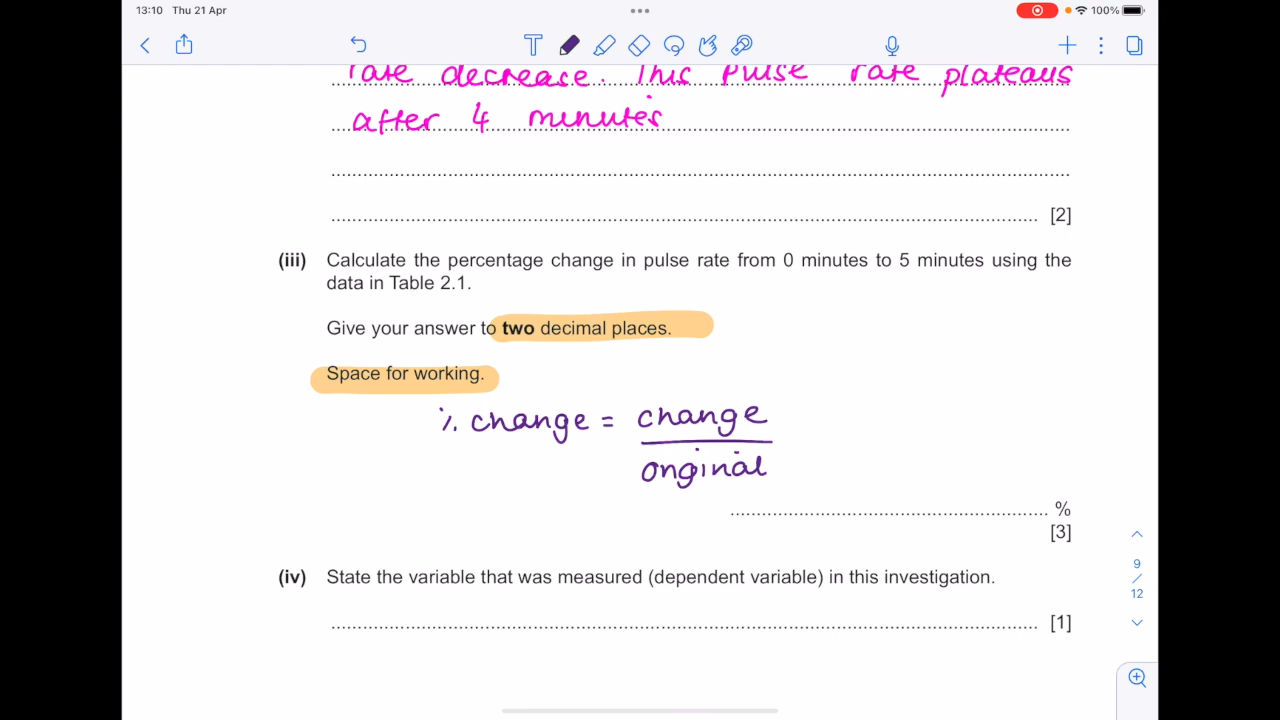 13:10 Thu 21 Apr
100%
T
rate decrease. This pulse rate plateaus
after 4 minutes
[2]
(iii) Calculate the percentage change in pulse rate from 0 minutes to 5 minutes using the
data in Table 2.1.
Give your answer to two decimal places.
Space for working.
% change = change
original
%
[3]
(iv) State the variable that was measured (dependent variable) in this investigation.
[1]
9
/
12